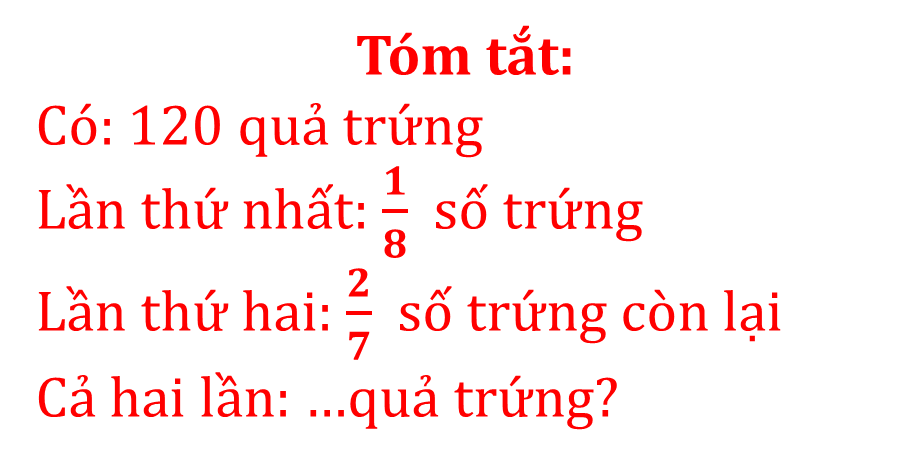 Tóm tắt:
Có: 120 quả trứng
Lần thứ nhất: 1/8 số trứng
Lần thứ hai: 2/7 số trứng còn lại
Cả hai lần: ...quả trứng?